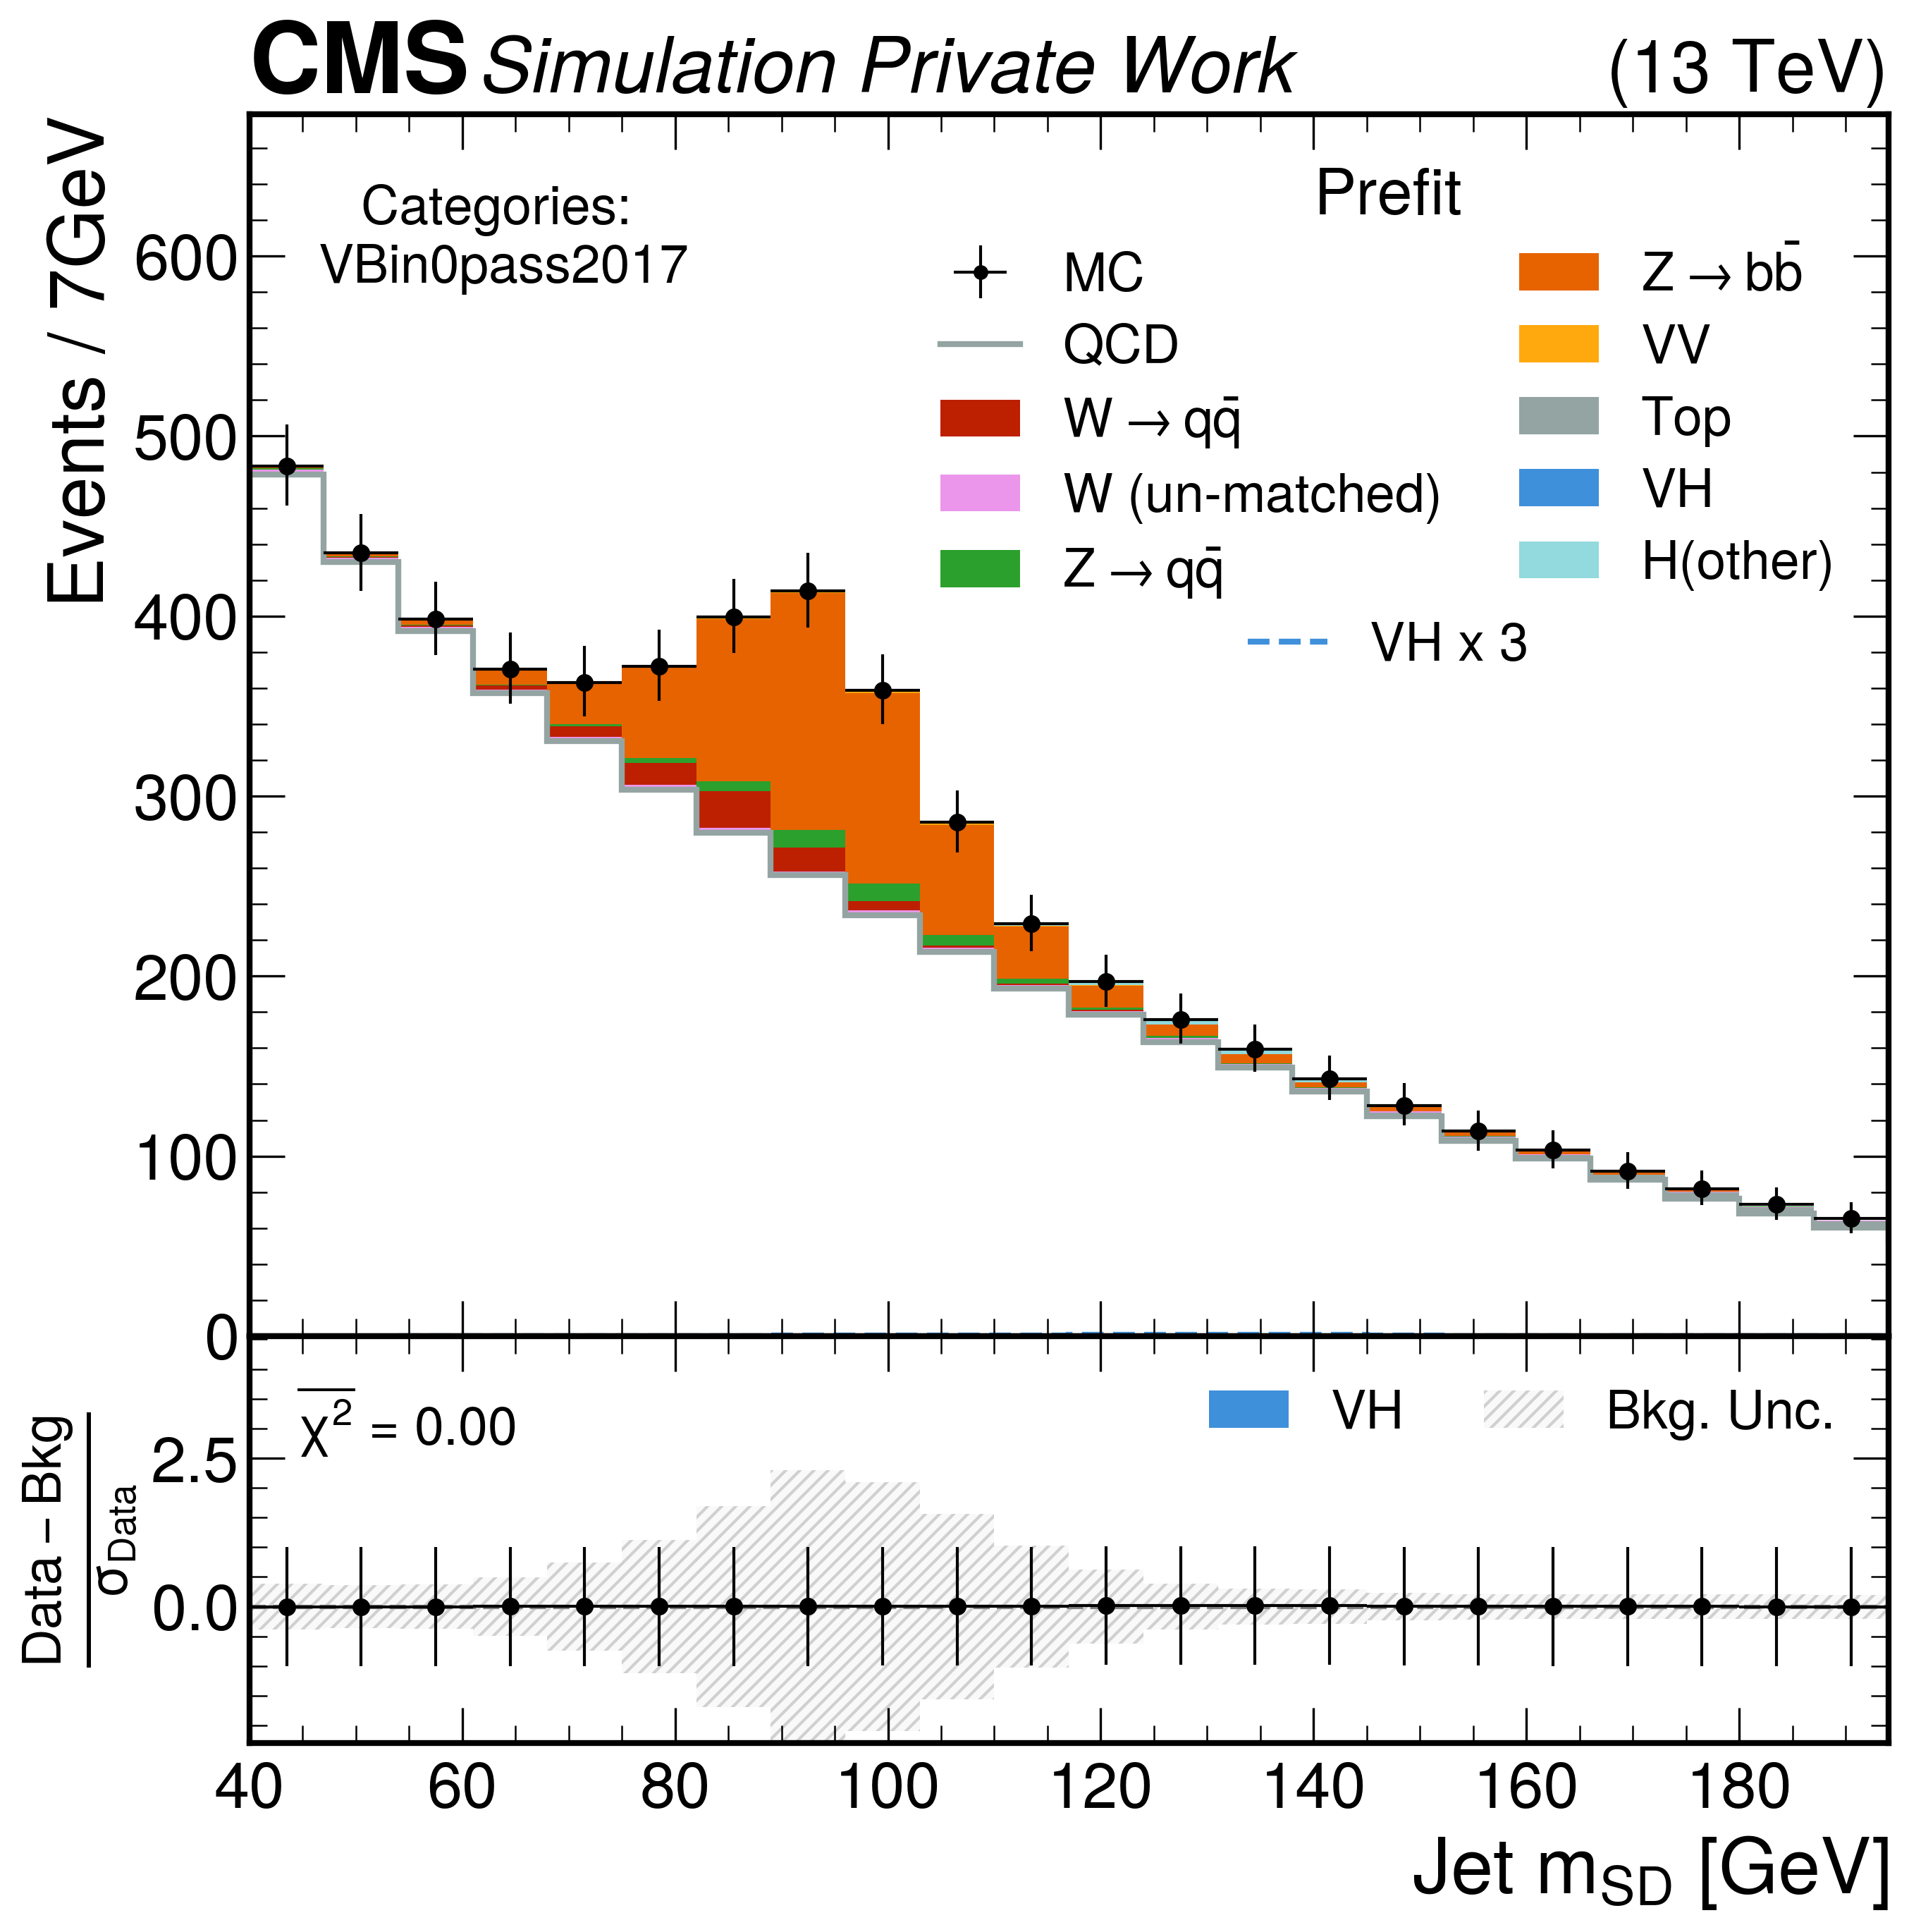 CMS Simulation Private Work (13 TeV)
Events / 7GeV
Categories:
VBin0pass2017
Prefit
MC
QCD
W → qq̄
W (un-matched)
Z → qq̄
Z → bb̄
VV
Top
VH
H(other)
VH x 3
600
500
400
300
200
100
0
Data − Bkg
σData
χ² = 0.00
VH
Bkg. Unc.
2.5
0.0
40 60 80 100 120 140 160 180
Jet mSD [GeV]